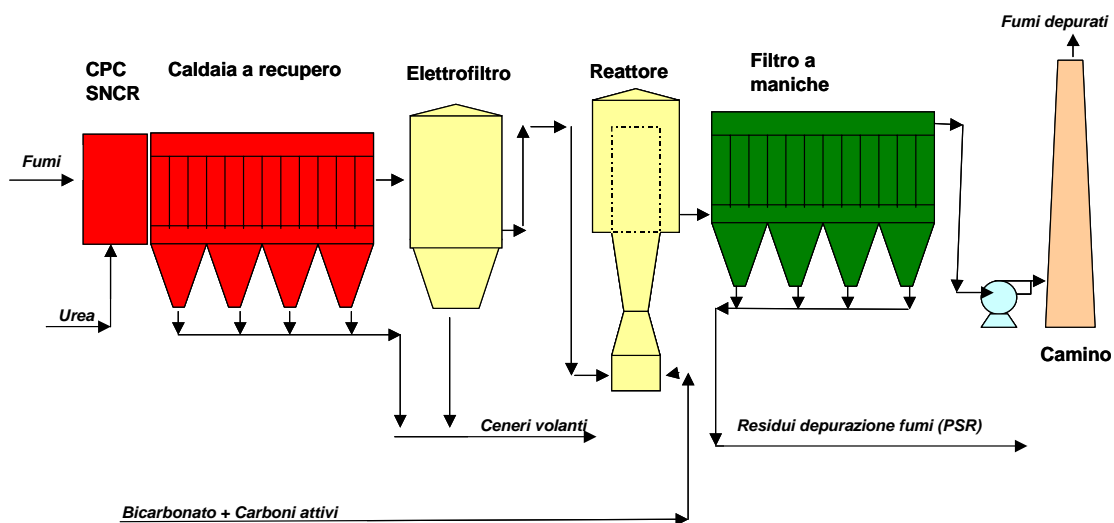 Fumi depurati
CPC
SNCR
Caldaia a recupero
Elettrofiltro
Reattore
Filtro a
maniche
Fumi
Urea
Camino
Ceneri volanti
Residui depurazione fumi (PSR)
Bicarbonato + Carboni attivi